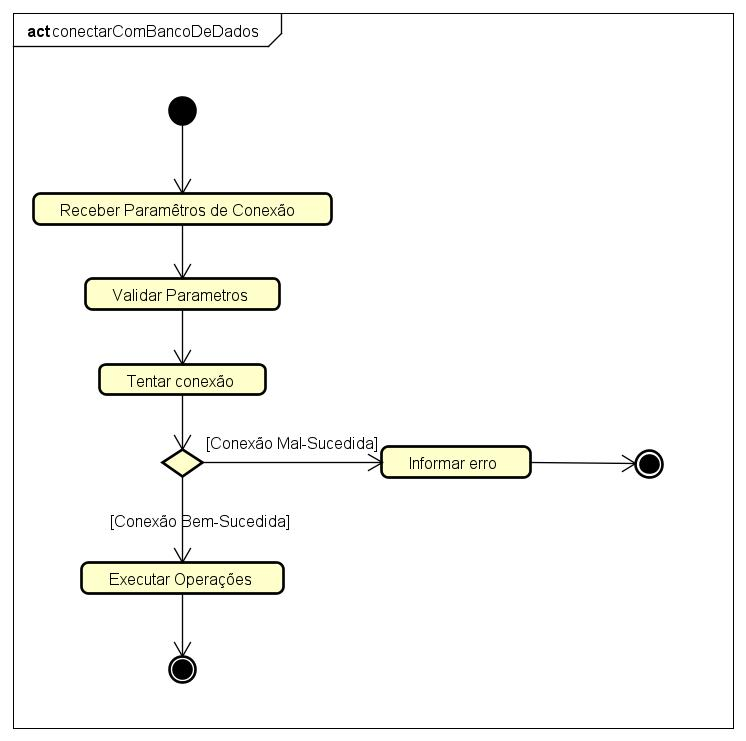 act conectarComBancoDeDados
Receber Paramêtros de Conexão
Validar Parametros
Tentar conexão
[Conexão Mal-Sucedida]
Informar erro
[Conexão Bem-Sucedida]
Executar Operações